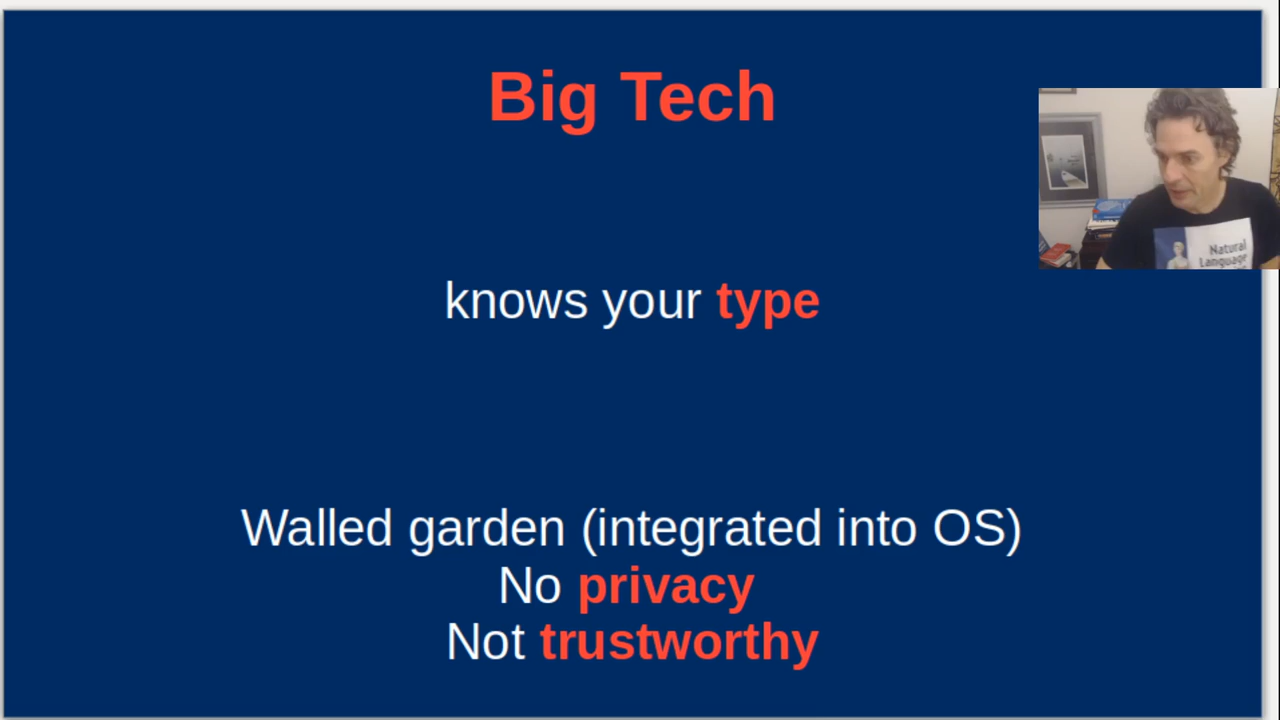 Big Tech
knows your type
Walled garden (integrated into OS)
No privacy
Not trustworthy
Natural
Language